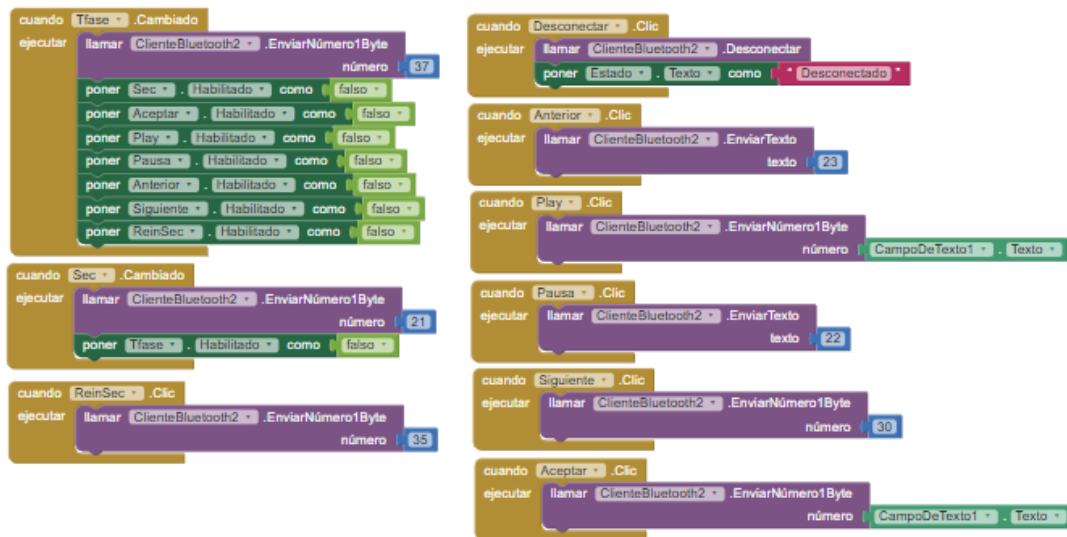 cuando Tfase .Cambiado
ejecutar llamar ClienteBluetooth2 .EnviarNúmero1Byte
número 37
poner Sec . Habilitado como falso
poner Aceptar . Habilitado como falso
poner Play . Habilitado como falso
poner Pausa . Habilitado como falso
poner Anterior . Habilitado como falso
poner Siguiente . Habilitado como falso
poner ReinSec . Habilitado como falso
cuando Sec .Cambiado
ejecutar llamar ClienteBluetooth2 .EnviarNúmero1Byte
número 21
poner Tfase . Habilitado como falso
cuando ReinSec .Clic
ejecutar llamar ClienteBluetooth2 .EnviarNúmero1Byte
número 35
cuando Desconectar .Clic
ejecutar llamar ClienteBluetooth2 .Desconectar
poner Estado . Texto como " Desconectado "
cuando Anterior .Clic
ejecutar llamar ClienteBluetooth2 .EnviarTexto
texto 23
cuando Play .Clic
ejecutar llamar ClienteBluetooth2 .EnviarNúmero1Byte
número CampoDeTexto1 . Texto
cuando Pausa .Clic
ejecutar llamar ClienteBluetooth2 .EnviarTexto
texto 22
cuando Siguiente .Clic
ejecutar llamar ClienteBluetooth2 .EnviarNúmero1Byte
número 30
cuando Aceptar .Clic
ejecutar llamar ClienteBluetooth2 .EnviarNúmero1Byte
número CampoDeTexto1 . Texto